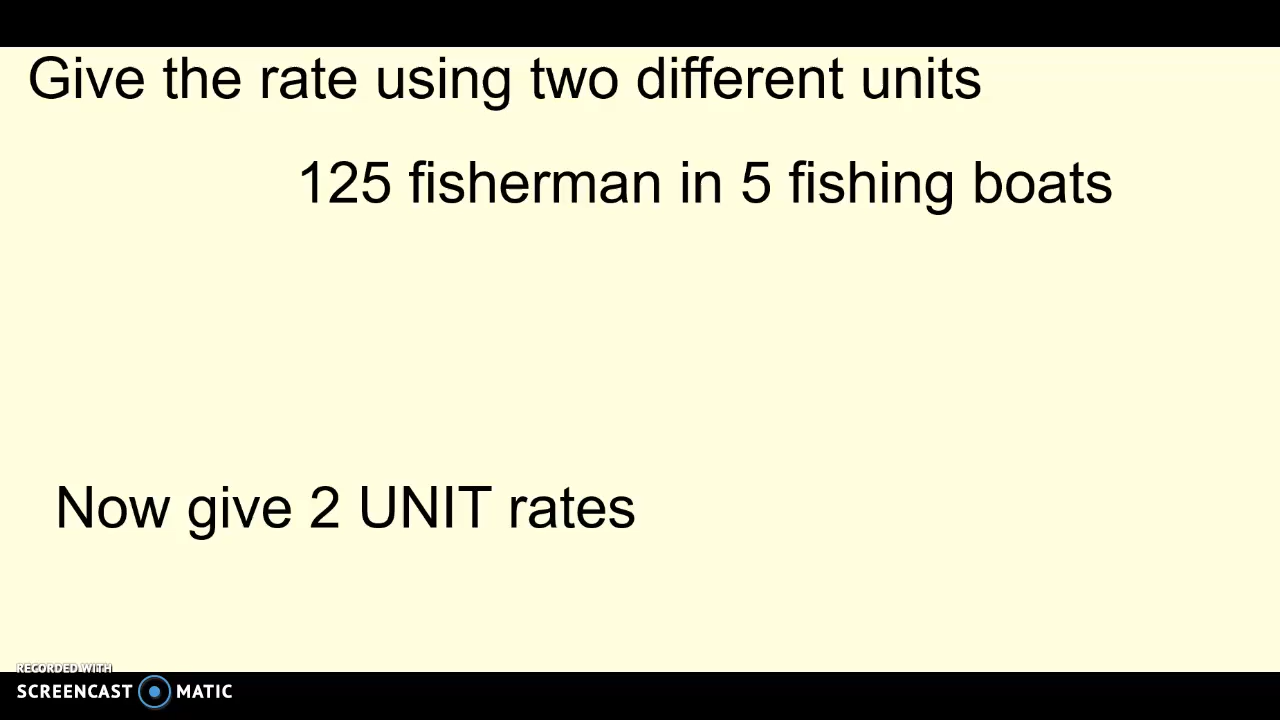 Give the rate using two different units
125 fisherman in 5 fishing boats
Now give 2 UNIT rates
RECORDED WITH
SCREENCAST MATIC